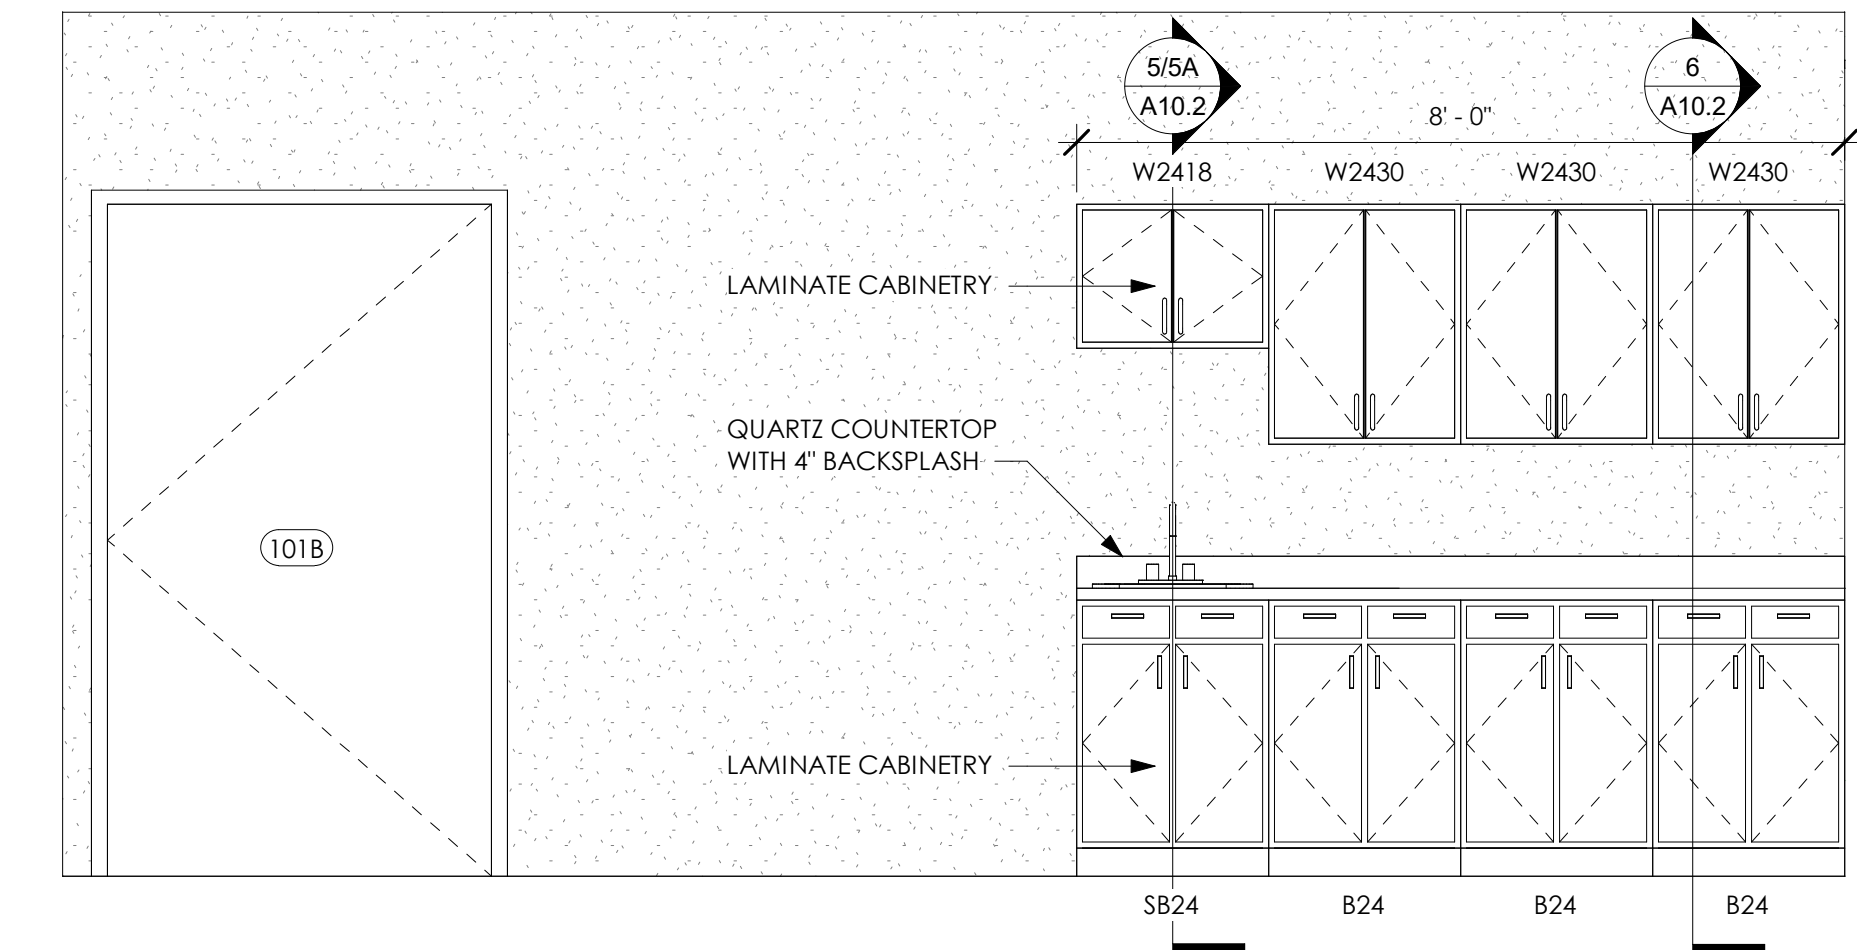 5/5A
A10.2
6
A10.2
8' - 0"
W2418
W2430
W2430
W2430
LAMINATE CABINETRY
QUARTZ COUNTERTOP
WITH 4" BACKSPLASH
101B
LAMINATE CABINETRY
SB24
B24
B24
B24